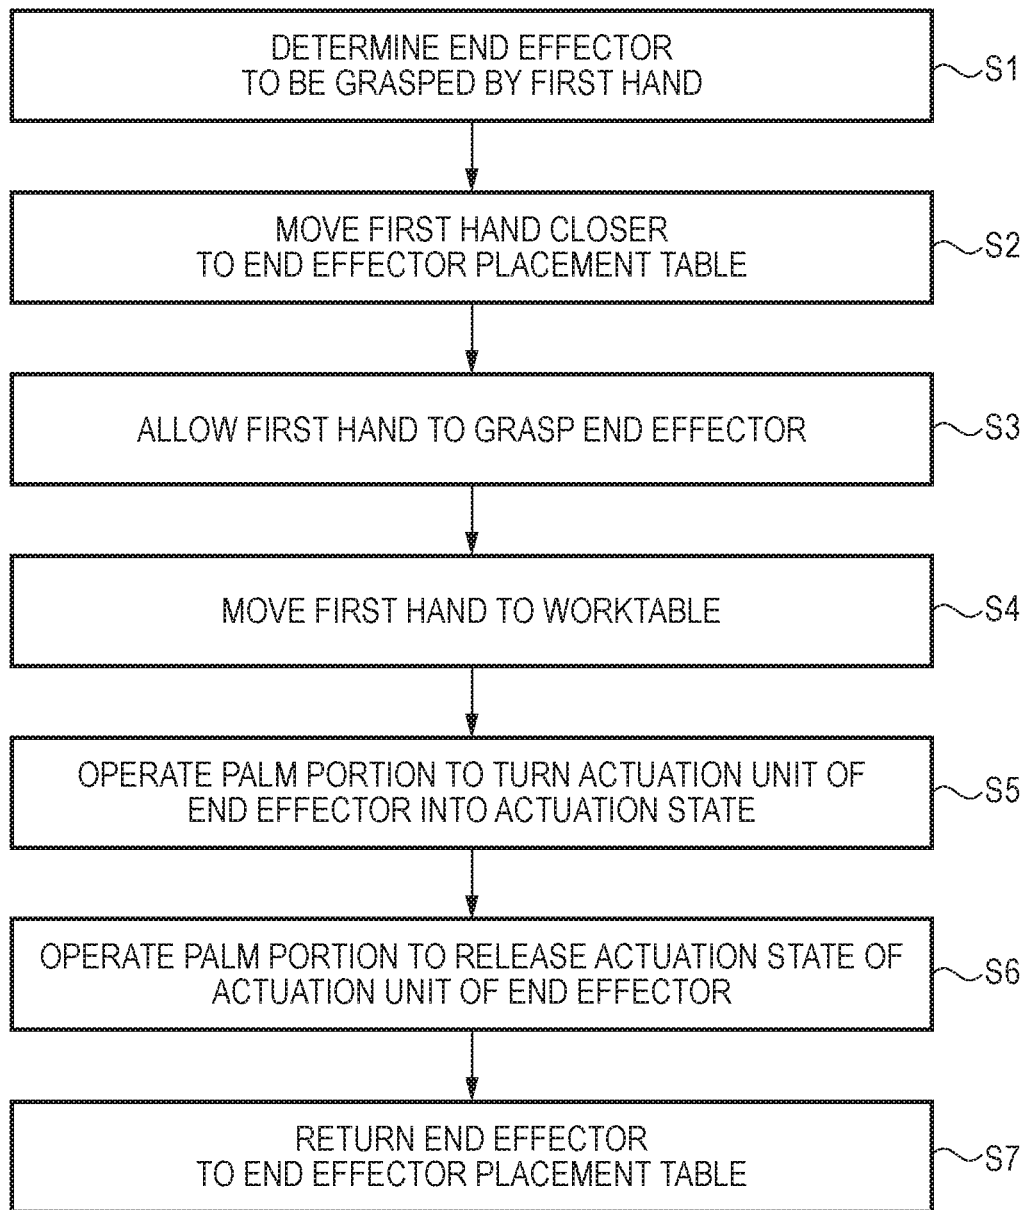 DETERMINE END EFFECTOR
TO BE GRASPED BY FIRST HAND
S1
MOVE FIRST HAND CLOSER
TO END EFFECTOR PLACEMENT TABLE
S2
ALLOW FIRST HAND TO GRASP END EFFECTOR
S3
MOVE FIRST HAND TO WORKTABLE
S4
OPERATE PALM PORTION TO TURN ACTUATION UNIT OF
END EFFECTOR INTO ACTUATION STATE
S5
OPERATE PALM PORTION TO RELEASE ACTUATION STATE OF
ACTUATION UNIT OF END EFFECTOR
S6
RETURN END EFFECTOR
TO END EFFECTOR PLACEMENT TABLE
S7